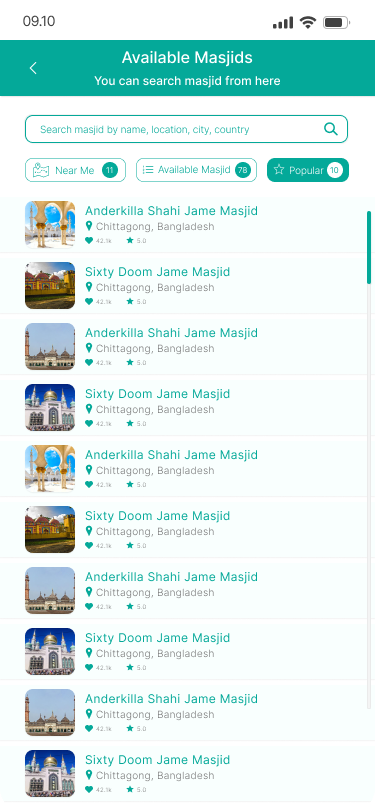 09.10
Available Masjids
You can search masjid from here
Search masjid by name, location, city, country
Near Me 11
Available Masjid 78
Popular 10
Anderkilla Shahi Jame Masjid
Chittagong, Bangladesh
42.1k 5.0
Sixty Doom Jame Masjid
Chittagong, Bangladesh
42.1k 5.0
Anderkilla Shahi Jame Masjid
Chittagong, Bangladesh
42.1k 5.0
Sixty Doom Jame Masjid
Chittagong, Bangladesh
42.1k 5.0
Anderkilla Shahi Jame Masjid
Chittagong, Bangladesh
42.1k 5.0
Sixty Doom Jame Masjid
Chittagong, Bangladesh
42.1k 5.0
Anderkilla Shahi Jame Masjid
Chittagong, Bangladesh
42.1k 5.0
Sixty Doom Jame Masjid
Chittagong, Bangladesh
42.1k 5.0
Anderkilla Shahi Jame Masjid
Chittagong, Bangladesh
42.1k 5.0
Sixty Doom Jame Masjid
Chittagong, Bangladesh
42.1k 5.0